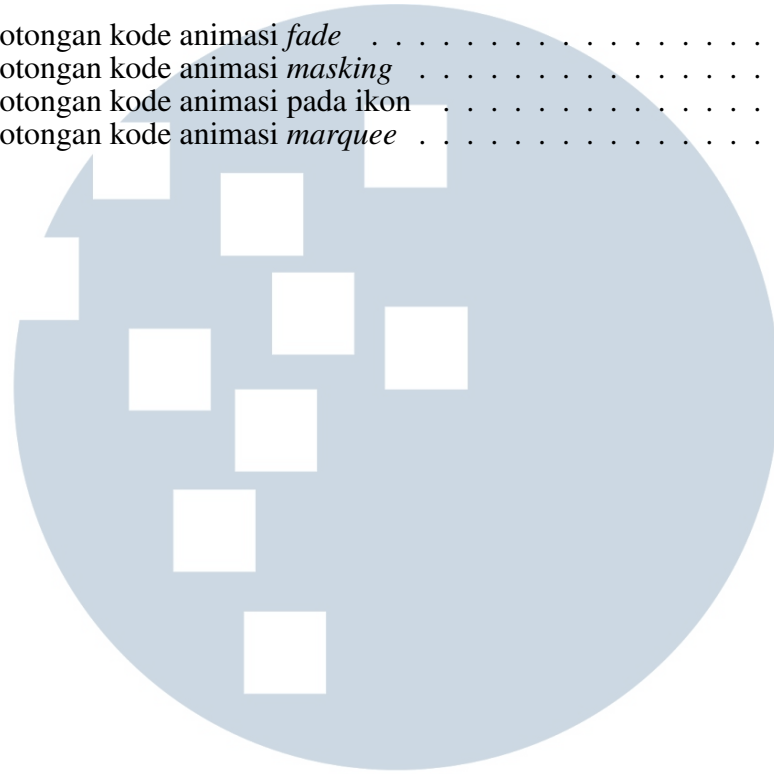 otongan kode animasi fade . . . . . . . . . . . . . . . . .
otongan kode animasi masking . . . . . . . . . . . . . . .
otongan kode animasi pada ikon . . . . . . . . . . . . . .
otongan kode animasi marquee . . . . . . . . . . . . . . .